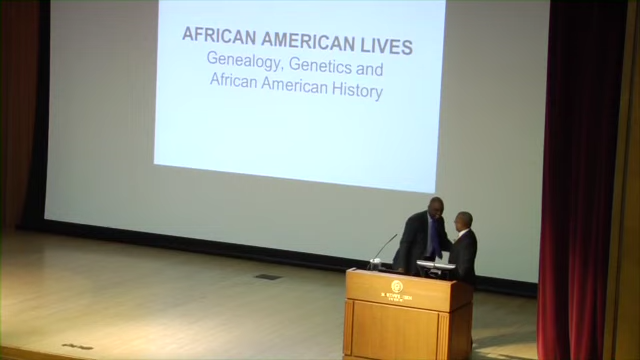 AFRICAN AMERICAN LIVES
Genealogy, Genetics and
African American History